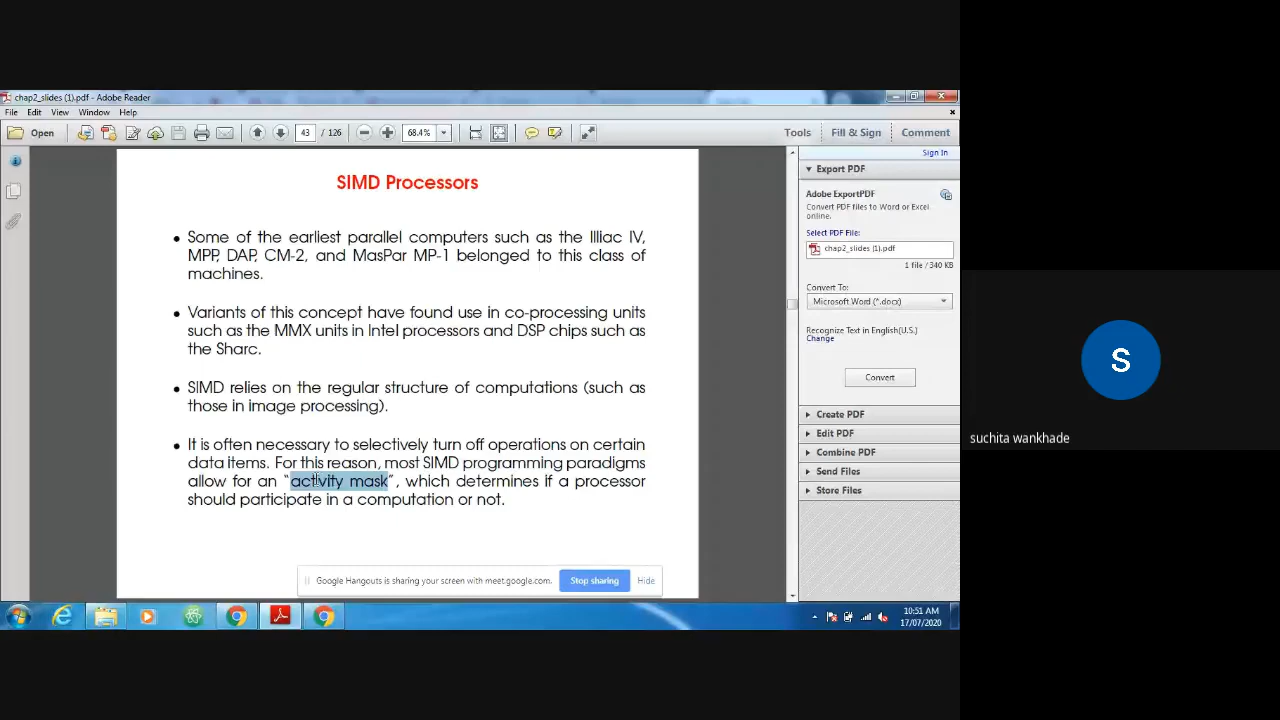 chap2_slides (1).pdf - Adobe Reader
File Edit View Window Help
Open 43 / 126 68.4% Tools Fill & Sign Comment
Sign In
SIMD Processors
• Some of the earliest parallel computers such as the Illiac IV,
MPP, DAP, CM-2, and MasPar MP-1 belonged to this class of
machines.
• Variants of this concept have found use in co-processing units
such as the MMX units in Intel processors and DSP chips such as
the Sharc.
• SIMD relies on the regular structure of computations (such as
those in image processing).
• It is often necessary to selectively turn off operations on certain
data items. For this reason, most SIMD programming paradigms
allow for an “activity mask”, which determines if a processor
should participate in a computation or not.
Export PDF
Adobe ExportPDF
Convert PDF files to Word or Excel
online.
Select PDF File:
chap2_slides (1).pdf
1 file / 340 KB
Convert To:
Microsoft Word (*.docx)
Recognize Text in English(U.S.)
Change
Convert
Create PDF
Edit PDF
Combine PDF
Send Files
Store Files
Google Hangouts is sharing your screen with meet.google.com.
Stop sharing
Hide
10:51 AM
17/07/2020
S
suchita wankhade